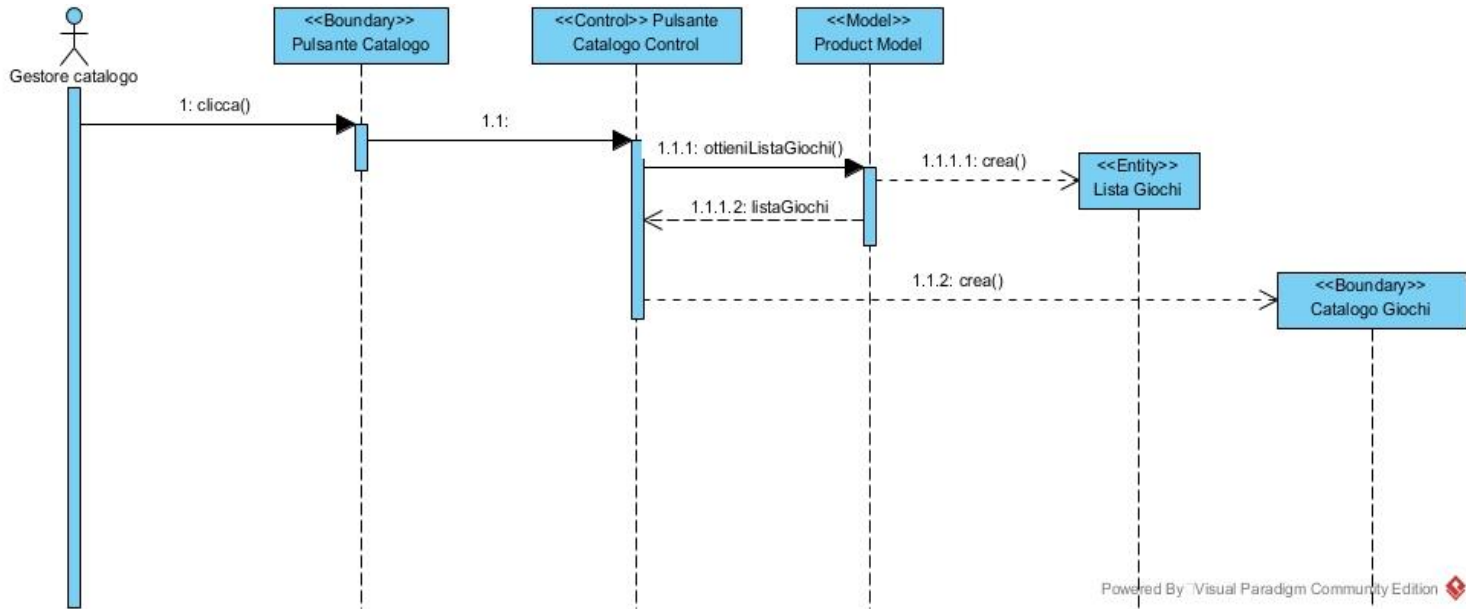 <<Boundary>>
Pulsante Catalogo
<<Control>> Pulsante
Catalogo Control
<<Model>>
Product Model
Gestore catalogo
1: clicca()
1.1:
1.1.1: ottieniListaGiochi()
1.1.1.1: crea()
<<Entity>>
Lista Giochi
1.1.1.2: listaGiochi
1.1.2: crea()
<<Boundary>>
Catalogo Giochi
Powered By Visual Paradigm Community Edition